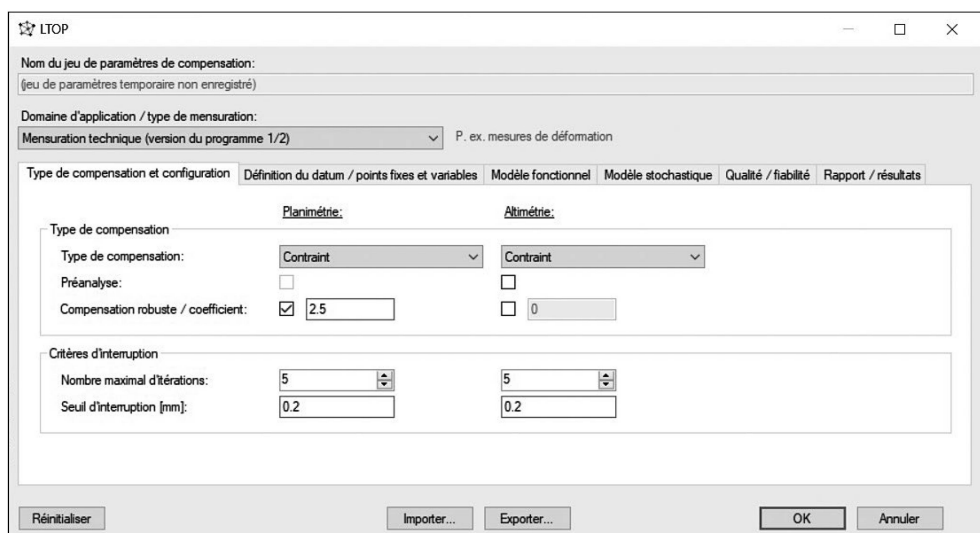 LTOP
Nom du jeu de paramètres de compensation:
(jeu de paramètres temporaire non enregistré)
Domaine d'application / type de mensuration:
Mensuration technique (version du programme 1/2) P. ex. mesures de déformation
Type de compensation et configuration Définition du datum / points fixes et variables Modèle fonctionnel Modèle stochastique Qualité / fiabilité Rapport / résultats
Planimétrie: Altimétrie:
Type de compensation
Type de compensation: Contraint Contraint
Préanalyse:
Compensation robuste / coefficient: 2.5 0
Critères d'interruption
Nombre maximal d'itérations: 5 5
Seuil d'interruption [mm]: 0.2 0.2
Réinitialiser Importer... Exporter... OK Annuler